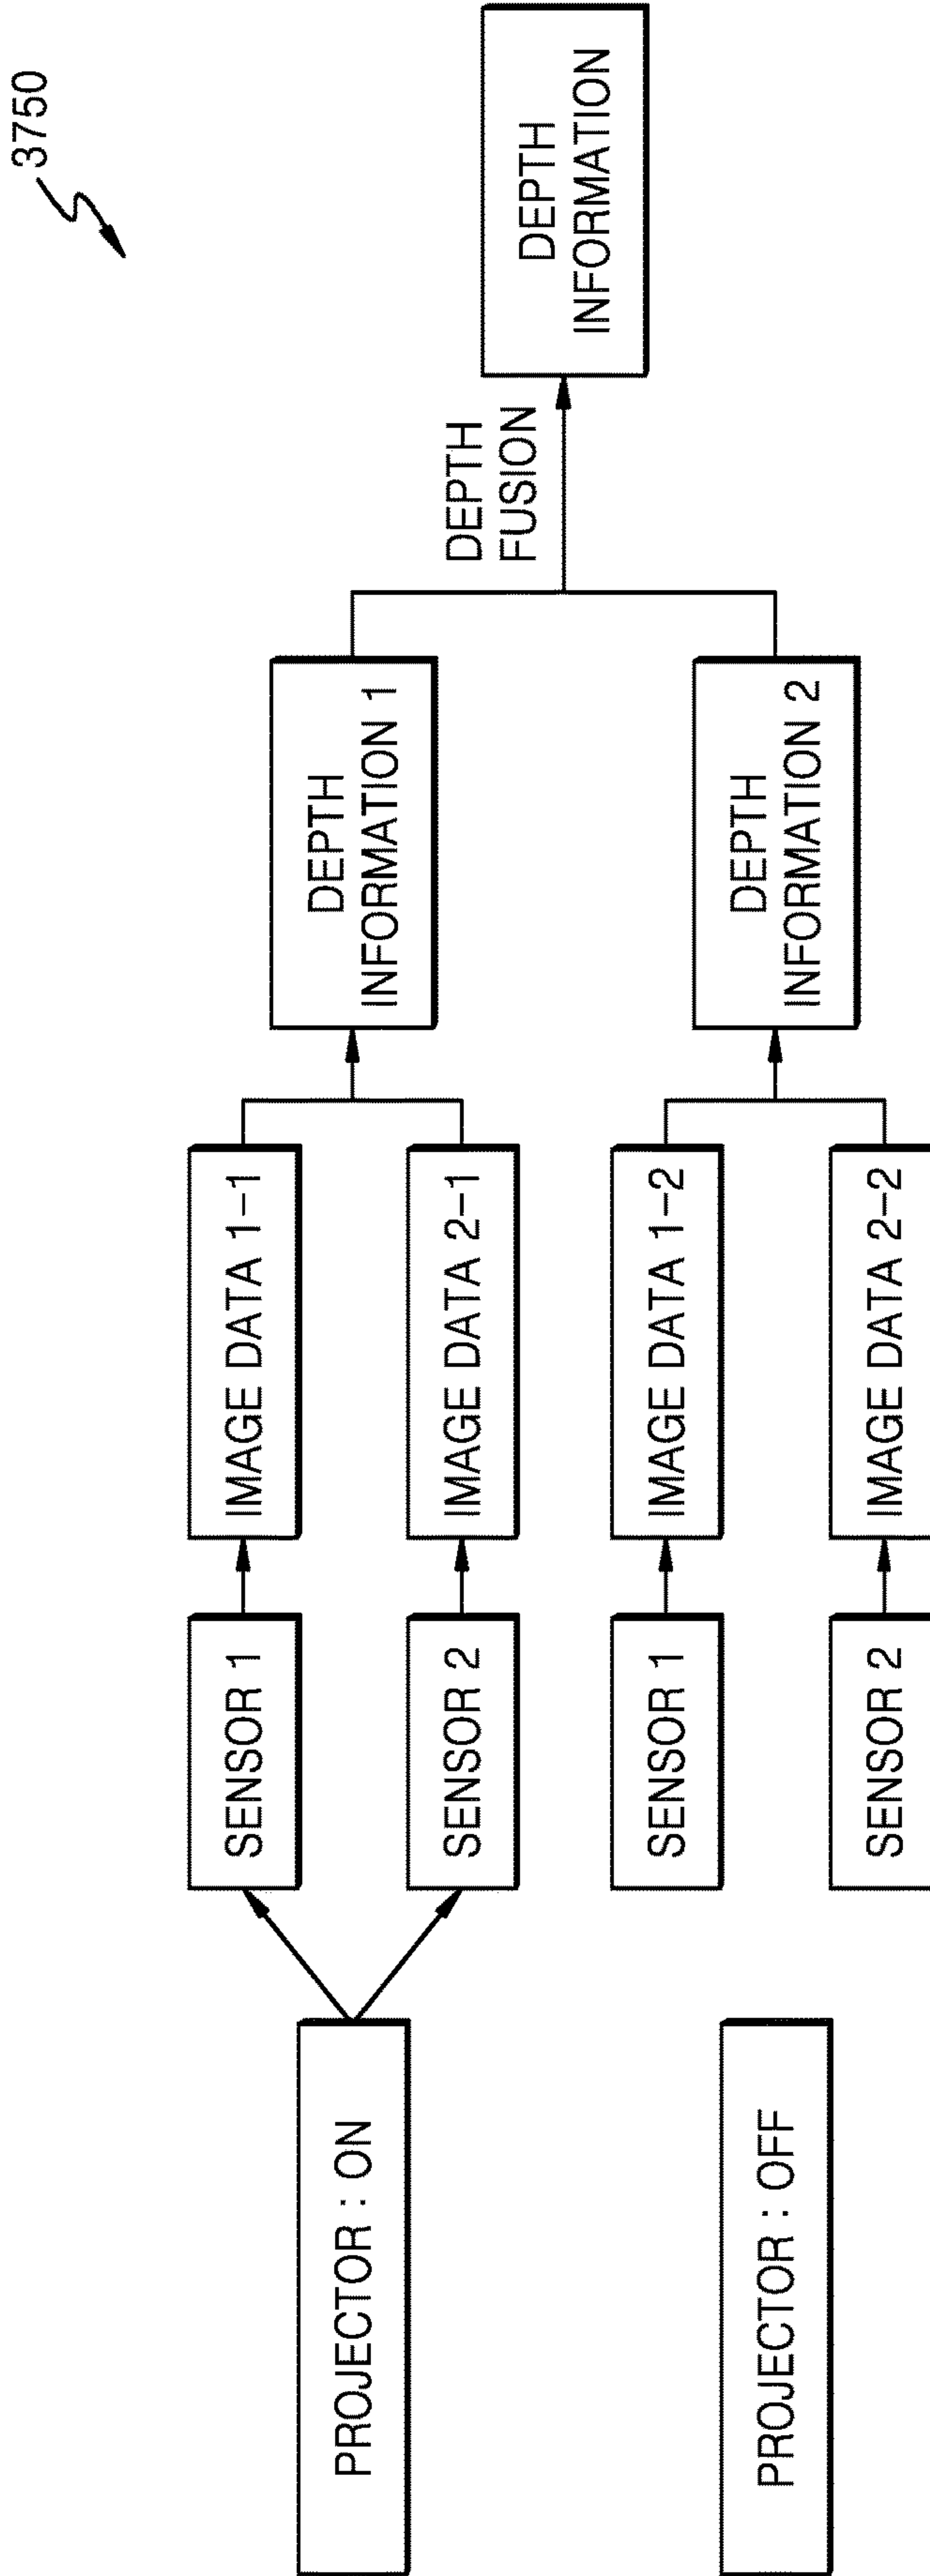 3750
PROJECTOR : ON
SENSOR 1
IMAGE DATA 1-1
SENSOR 2
IMAGE DATA 2-1
DEPTH
INFORMATION 1
PROJECTOR : OFF
SENSOR 1
IMAGE DATA 1-2
SENSOR 2
IMAGE DATA 2-2
DEPTH
INFORMATION 2
DEPTH
FUSION
DEPTH
INFORMATION